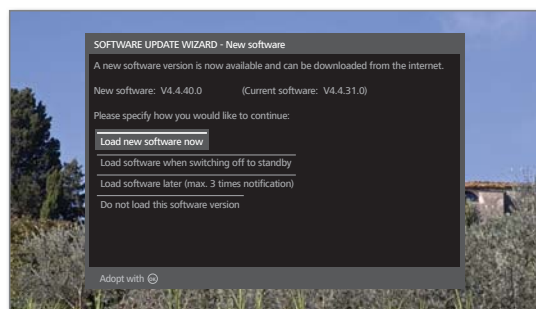 SOFTWARE UPDATE WIZARD - New software
A new software version is now available and can be downloaded from the internet.
New software: V4.4.40.0 (Current software: V4.4.31.0)
Please specify how you would like to continue:
Load new software now
Load software when switching off to standby
Load software later (max. 3 times notification)
Do not load this software version
Adopt with OK